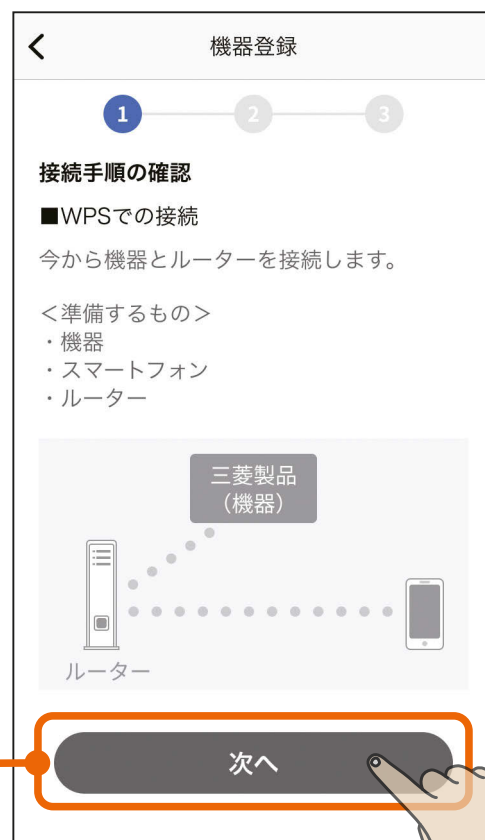 機器登録
1
2
3
接続手順の確認
■WPSでの接続
今から機器とルーターを接続します。
＜準備するもの＞
・機器
・スマートフォン
・ルーター
三菱製品
（機器）
ルーター
次へ